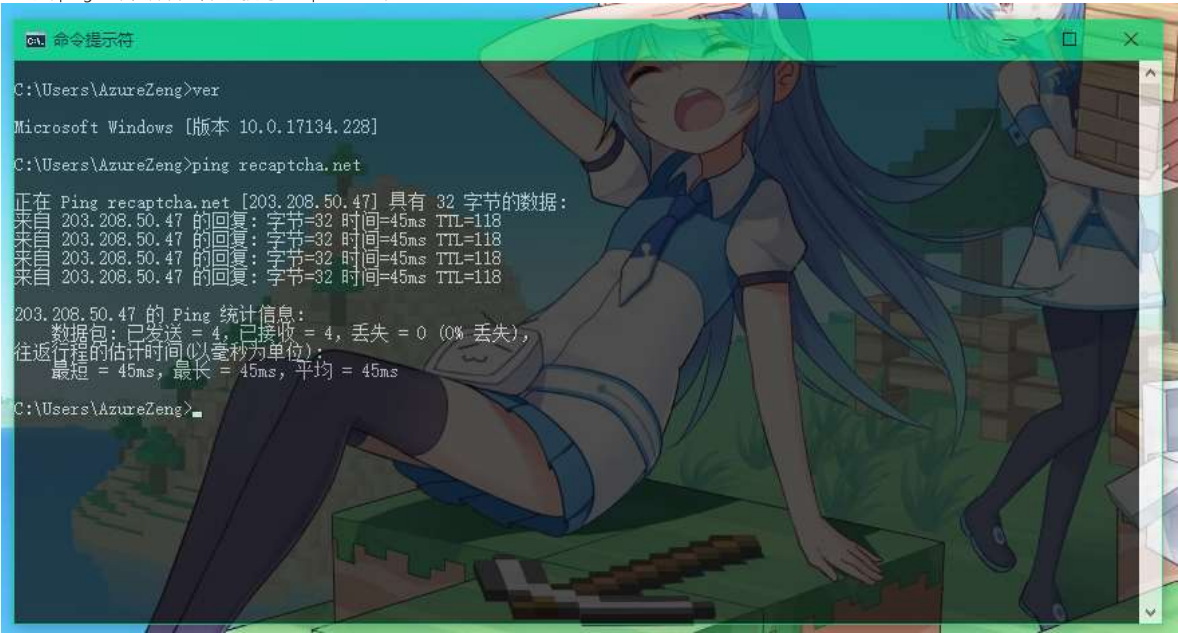 命令提示符
C:\Users\AzureZeng>ver
Microsoft Windows [版本 10.0.17134.228]
C:\Users\AzureZeng>ping recaptcha.net
正在 Ping recaptcha.net [203.208.50.47] 具有 32 字节的数据:
来自 203.208.50.47 的回复: 字节=32 时间=45ms TTL=118
来自 203.208.50.47 的回复: 字节=32 时间=45ms TTL=118
来自 203.208.50.47 的回复: 字节=32 时间=45ms TTL=118
来自 203.208.50.47 的回复: 字节=32 时间=45ms TTL=118
203.208.50.47 的 Ping 统计信息:
数据包: 已发送 = 4, 已接收 = 4, 丢失 = 0 (0% 丢失),
往返行程的估计时间(以毫秒为单位):
最短 = 45ms, 最长 = 45ms, 平均 = 45ms
C:\Users\AzureZeng>